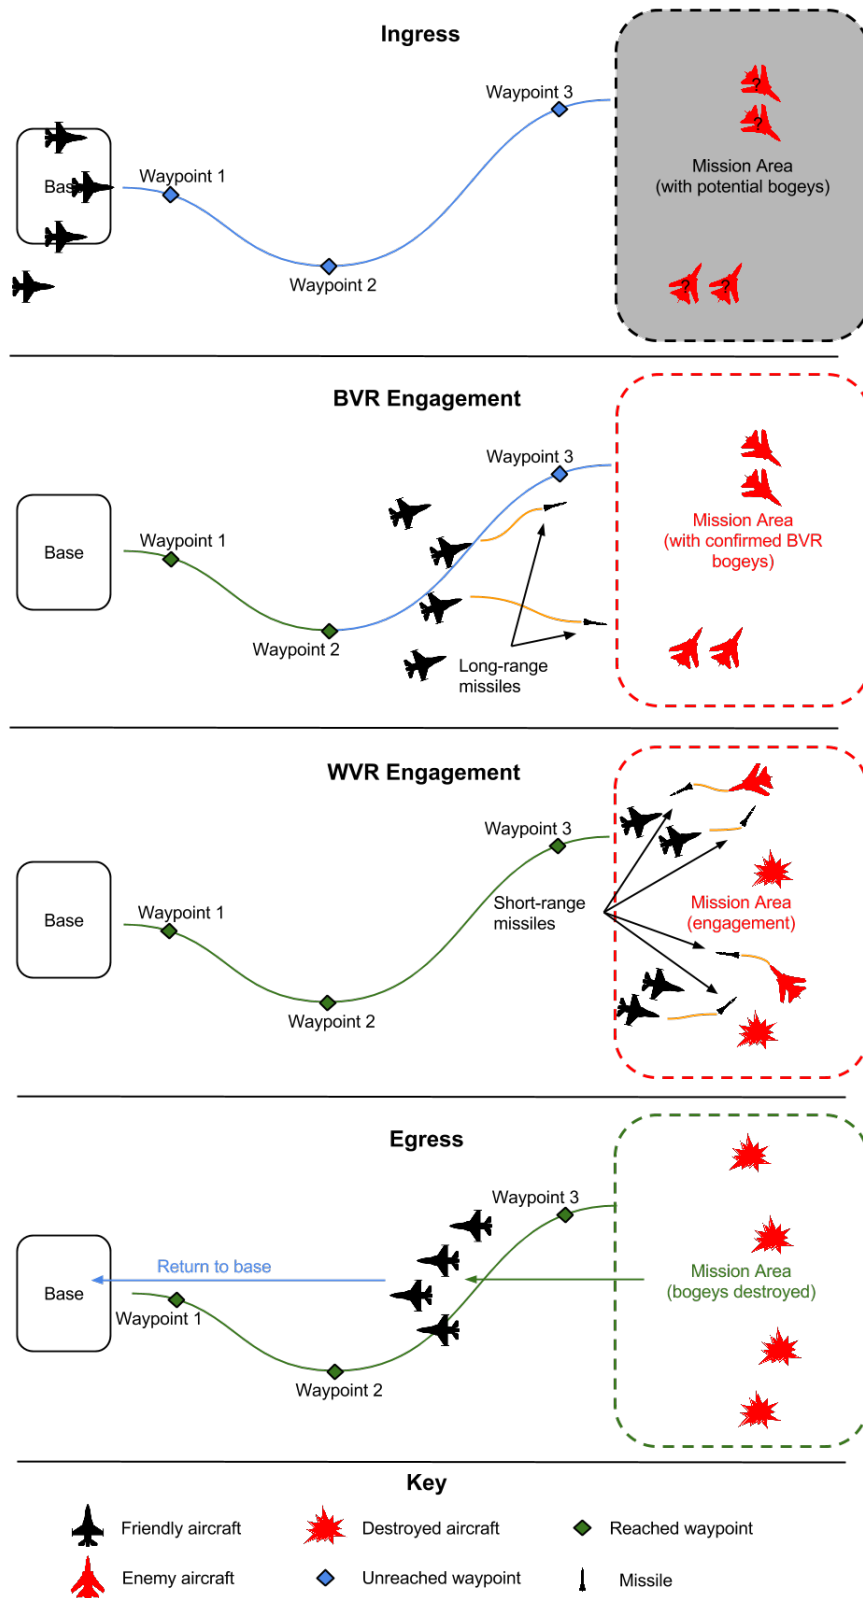 Ingress
Waypoint 3
? ?
Mission Area
(with potential bogeys)
Base
Waypoint 1
Waypoint 2
? ?
BVR Engagement
Waypoint 3
Mission Area
(with confirmed BVR
bogeys)
Waypoint 1
Base
Waypoint 2
Long-range
missiles
WVR Engagement
Waypoint 3
Short-range
missiles
Mission Area
(engagement)
Waypoint 1
Base
Waypoint 2
Egress
Waypoint 3
Return to base
Mission Area
(bogeys destroyed)
Base
Waypoint 1
Waypoint 2
Key
Friendly aircraft
Destroyed aircraft
Reached waypoint
Enemy aircraft
Unreached waypoint
Missile